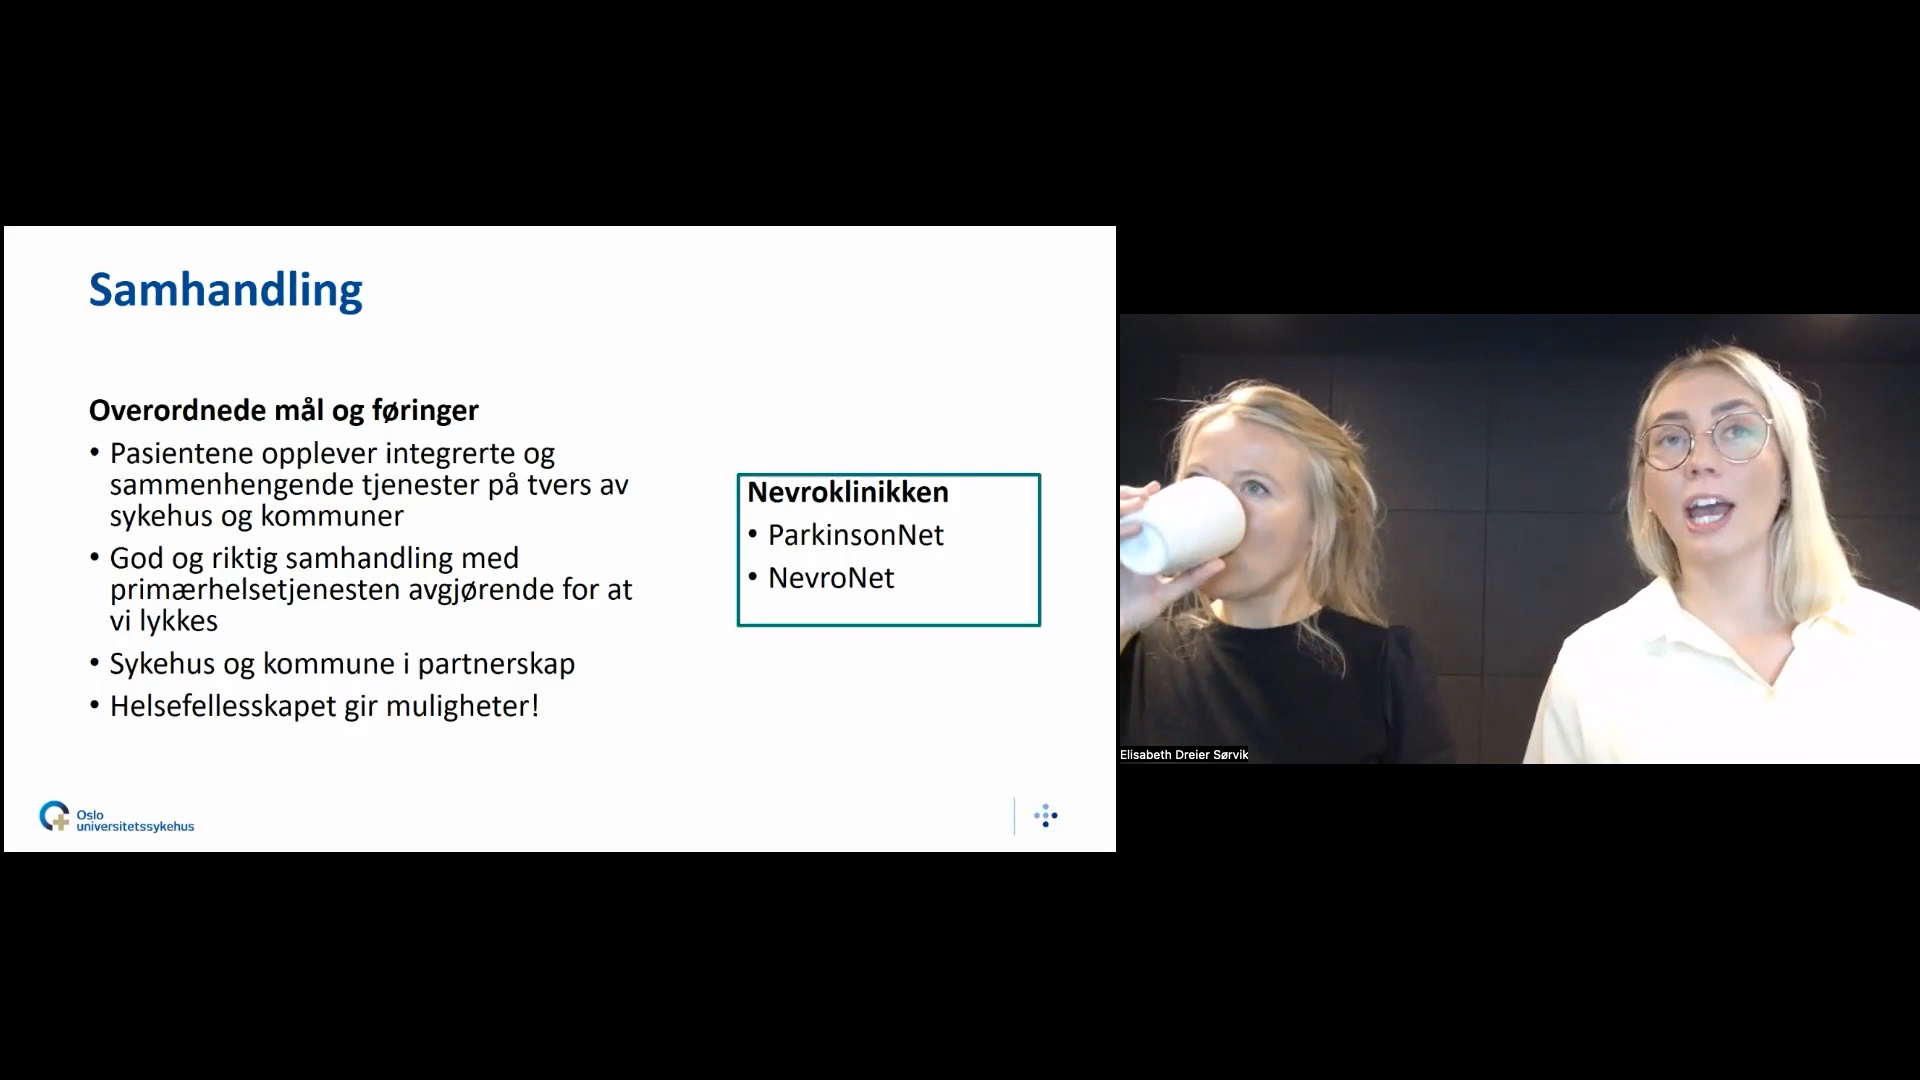 Samhandling
Overordnede mål og føringer
• Pasientene opplever integrerte og
sammenhengende tjenester på tvers av
sykehus og kommuner
• God og riktig samhandling med
primærhelsetjenesten avgjørende for at
vi lykkes
• Sykehus og kommune i partnerskap
• Helsefellesskapet gir muligheter!
Nevroklinikken
• ParkinsonNet
• NevroNet
Oslo
universitetssykehus
Elisabeth Dreier Sørvik